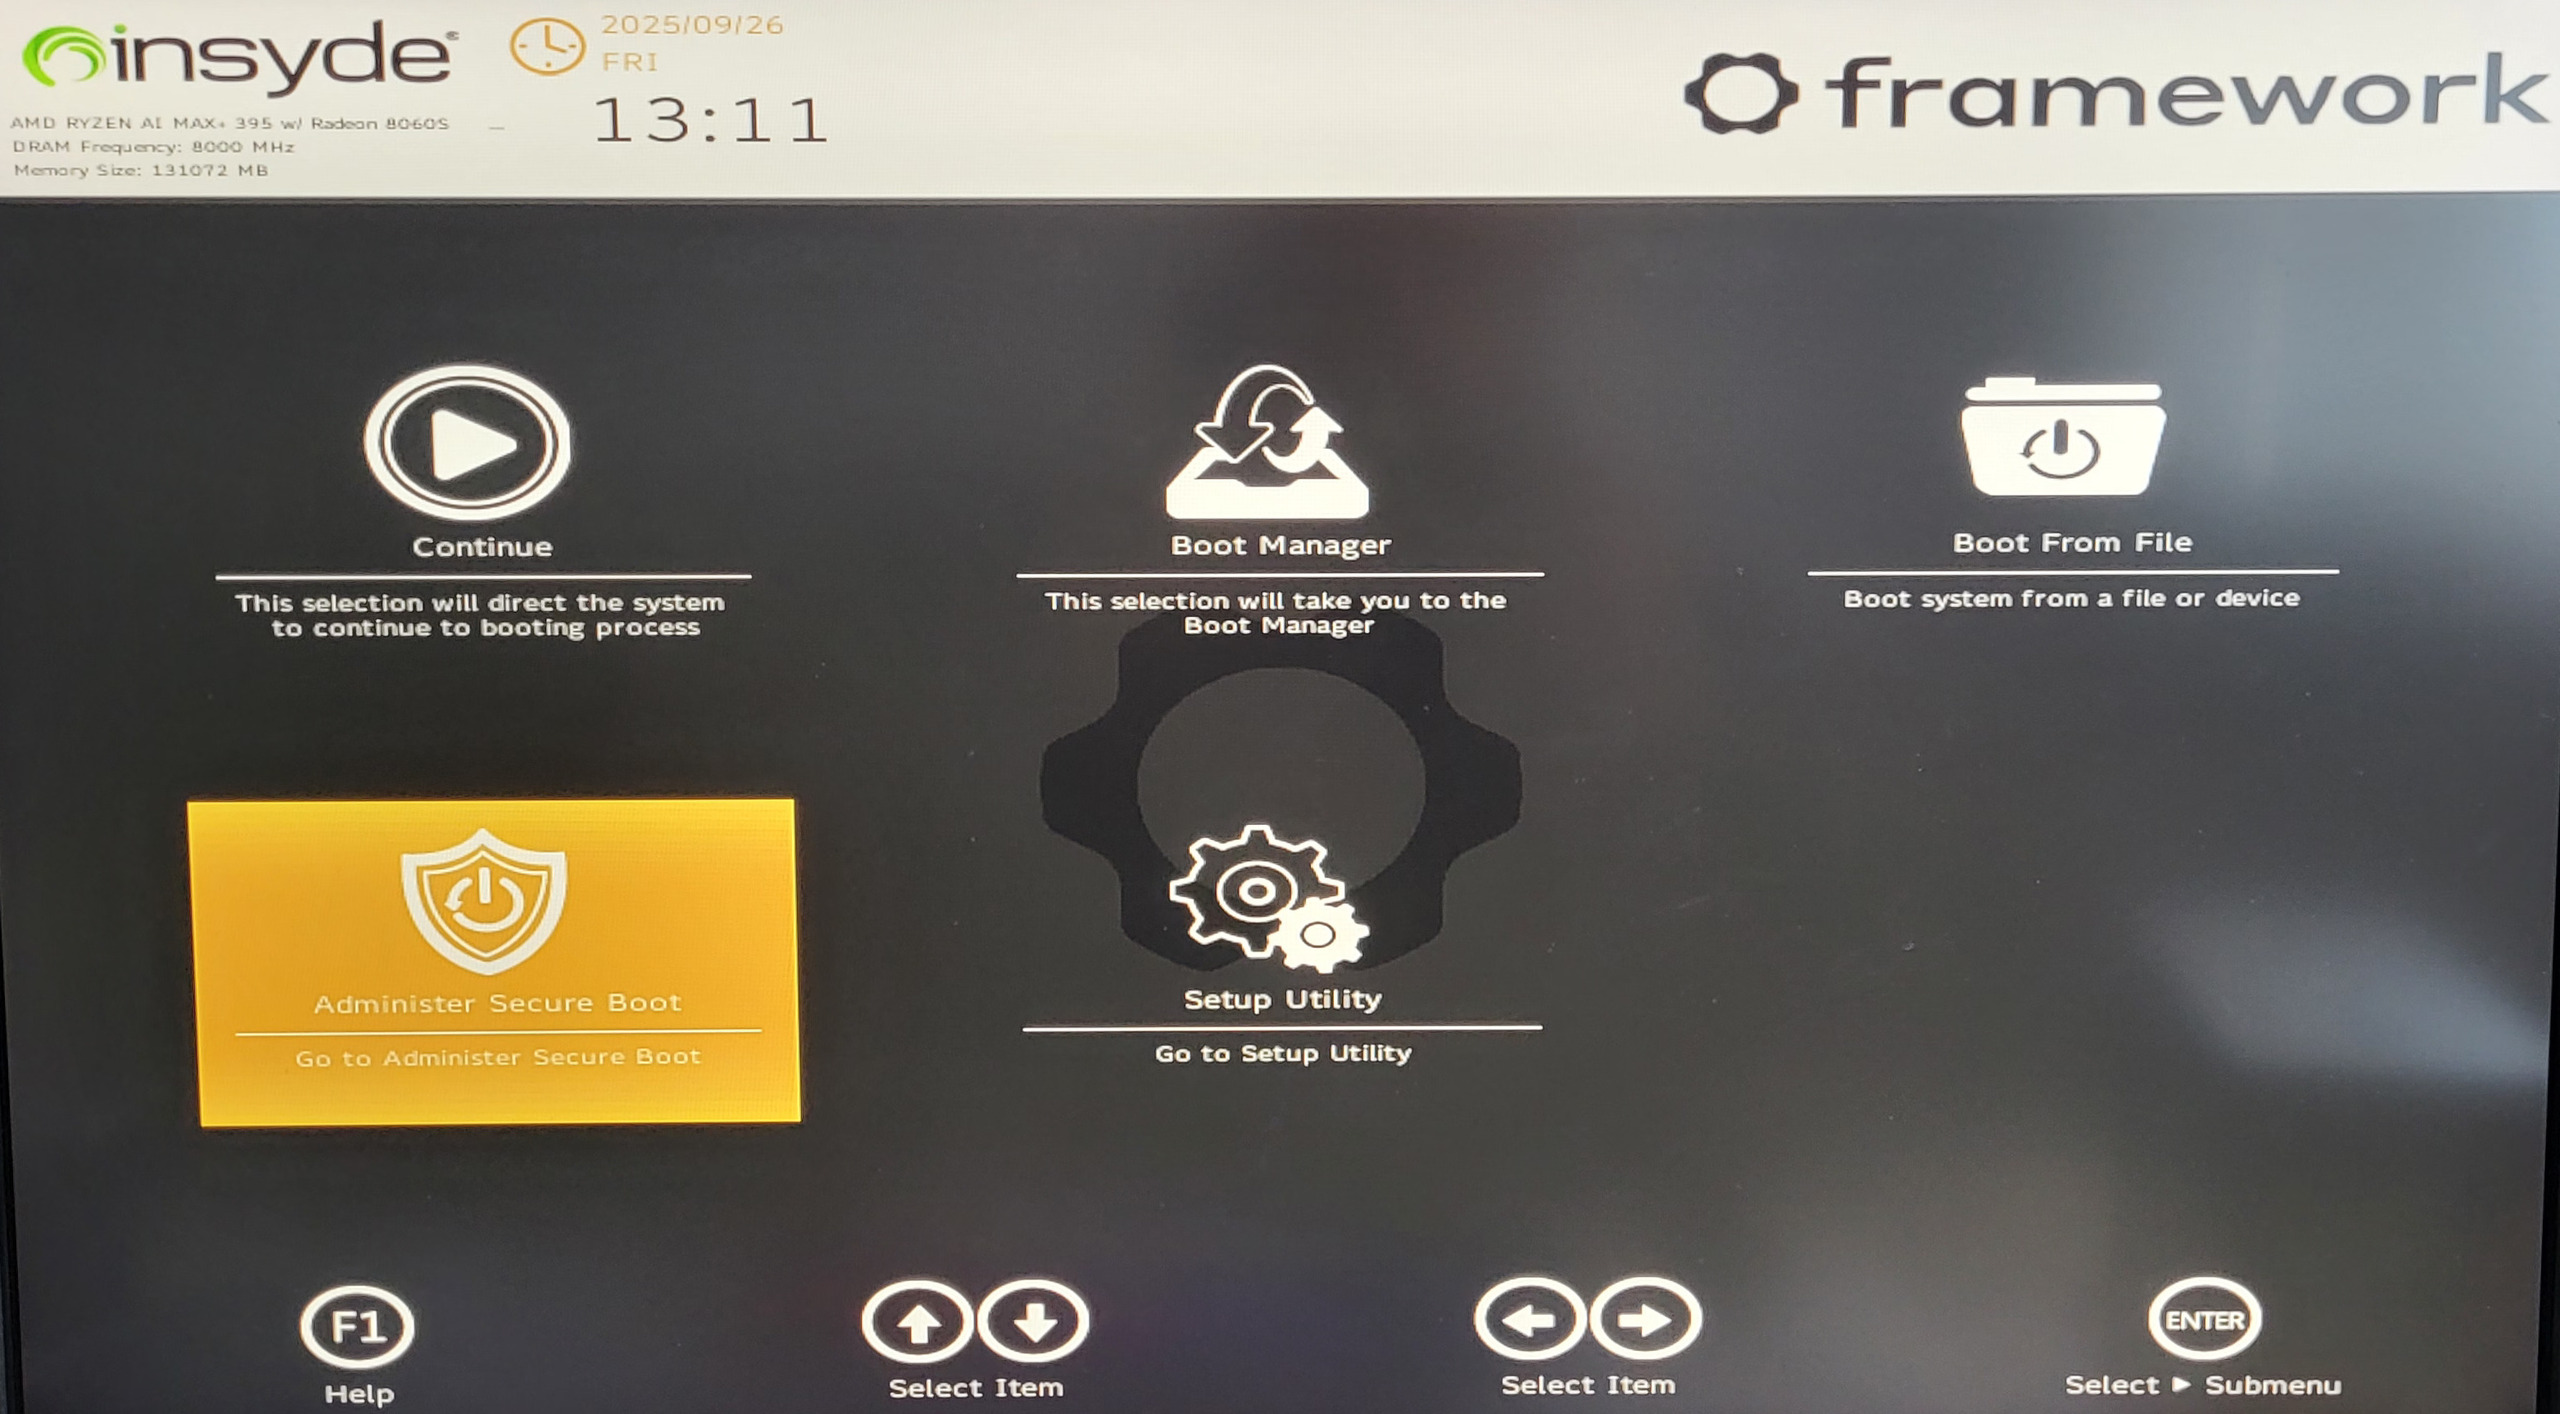 insyde®
2025/09/26
FRI
13:11
AMD RYZEN AI MAX+ 395 w/ Radeon 8060S
DRAM Frequency: 8000 MHz
Memory Size: 131072 MB
framework
Continue
This selection will direct the system
to continue to booting process
Boot Manager
This selection will take you to the
Boot Manager
Boot From File
Boot system from a file or device
Administer Secure Boot
Go to Administer Secure Boot
Setup Utility
Go to Setup Utility
F1
Help
Select Item
Select Item
ENTER
Select ► Submenu